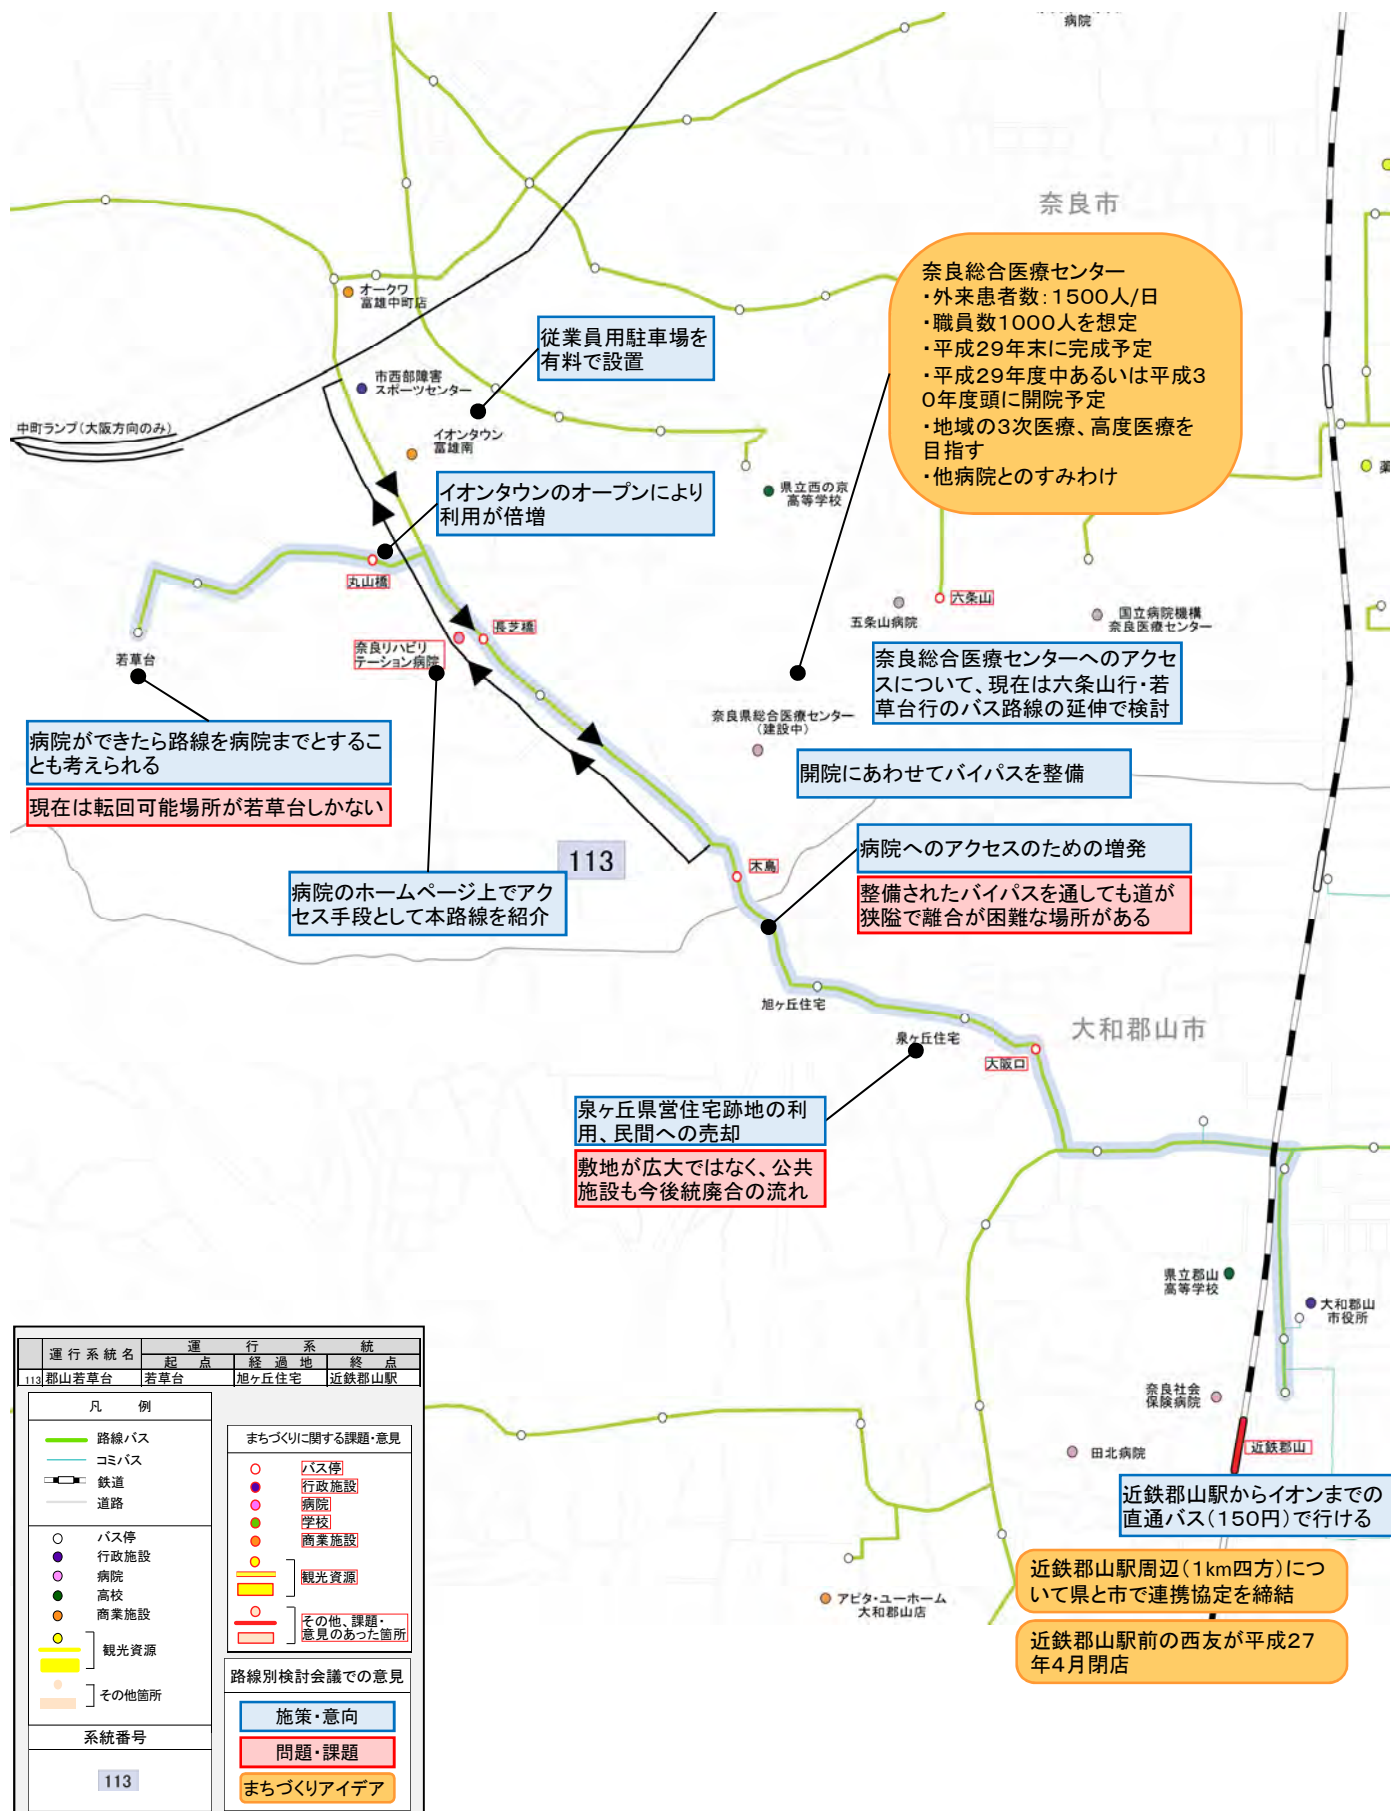 病院
奈良市
奈良総合医療センター
・外来患者数：1500人/日
・職員数1000人を想定
・平成29年末に完成予定
・平成29年度中あるいは平成3
0年度頭に開院予定
・地域の3次医療、高度医療を
目指す
・他病院とのすみわけ
オークワ
富雄中町店
従業員用駐車場を
有料で設置
市西部障害
スポーツセンター
中町ランプ(大阪方向のみ)
イオンタウン
富雄南
イオンタウンのオープンにより
利用が倍増
県立西の京
高等学校
薬
丸山橋
長芝橋
奈良リハビリ
テーション病院
若草台
五条山病院
六条山
国立病院機構
奈良医療センター
奈良総合医療センターへのアクセ
スについて、現在は六条山行・若
草台行のバス路線の延伸で検討
奈良県総合医療センター
(建設中)
病院ができたら路線を病院までとするこ
とも考えられる
現在は転回可能場所が若草台しかない
開院にあわせてバイパスを整備
113
木島
病院へのアクセスのための増発
整備されたバイパスを通しても道が
狭隘で離合が困難な場所がある
病院のホームページ上でアク
セス手段として本路線を紹介
旭ヶ丘住宅
泉ヶ丘住宅
大和郡山市
大阪口
泉ヶ丘県営住宅跡地の利
用、民間への売却
敷地が広大ではなく、公共
施設も今後統廃合の流れ
県立郡山
高等学校
大和郡山
市役所
奈良社会
保険病院
田北病院
近鉄郡山
近鉄郡山駅からイオンまでの
直通バス(150円)で行ける
近鉄郡山駅周辺(1km四方)につ
いて県と市で連携協定を締結
アピタ・ユーホーム
大和郡山店
近鉄郡山駅前の西友が平成27
年4月閉店
運行系統名 運行系統
起点 経過地 終点
113 郡山若草台 若草台 旭ヶ丘住宅 近鉄郡山駅
凡 例
路線バス
コミバス
鉄道
道路
バス停
行政施設
病院
高校
商業施設
観光資源
その他箇所
系統番号
113
まちづくりに関する課題・意見
バス停
行政施設
病院
学校
商業施設
観光資源
その他、課題・
意見のあった箇所
路線別検討会議での意見
施策・意向
問題・課題
まちづくりアイデア